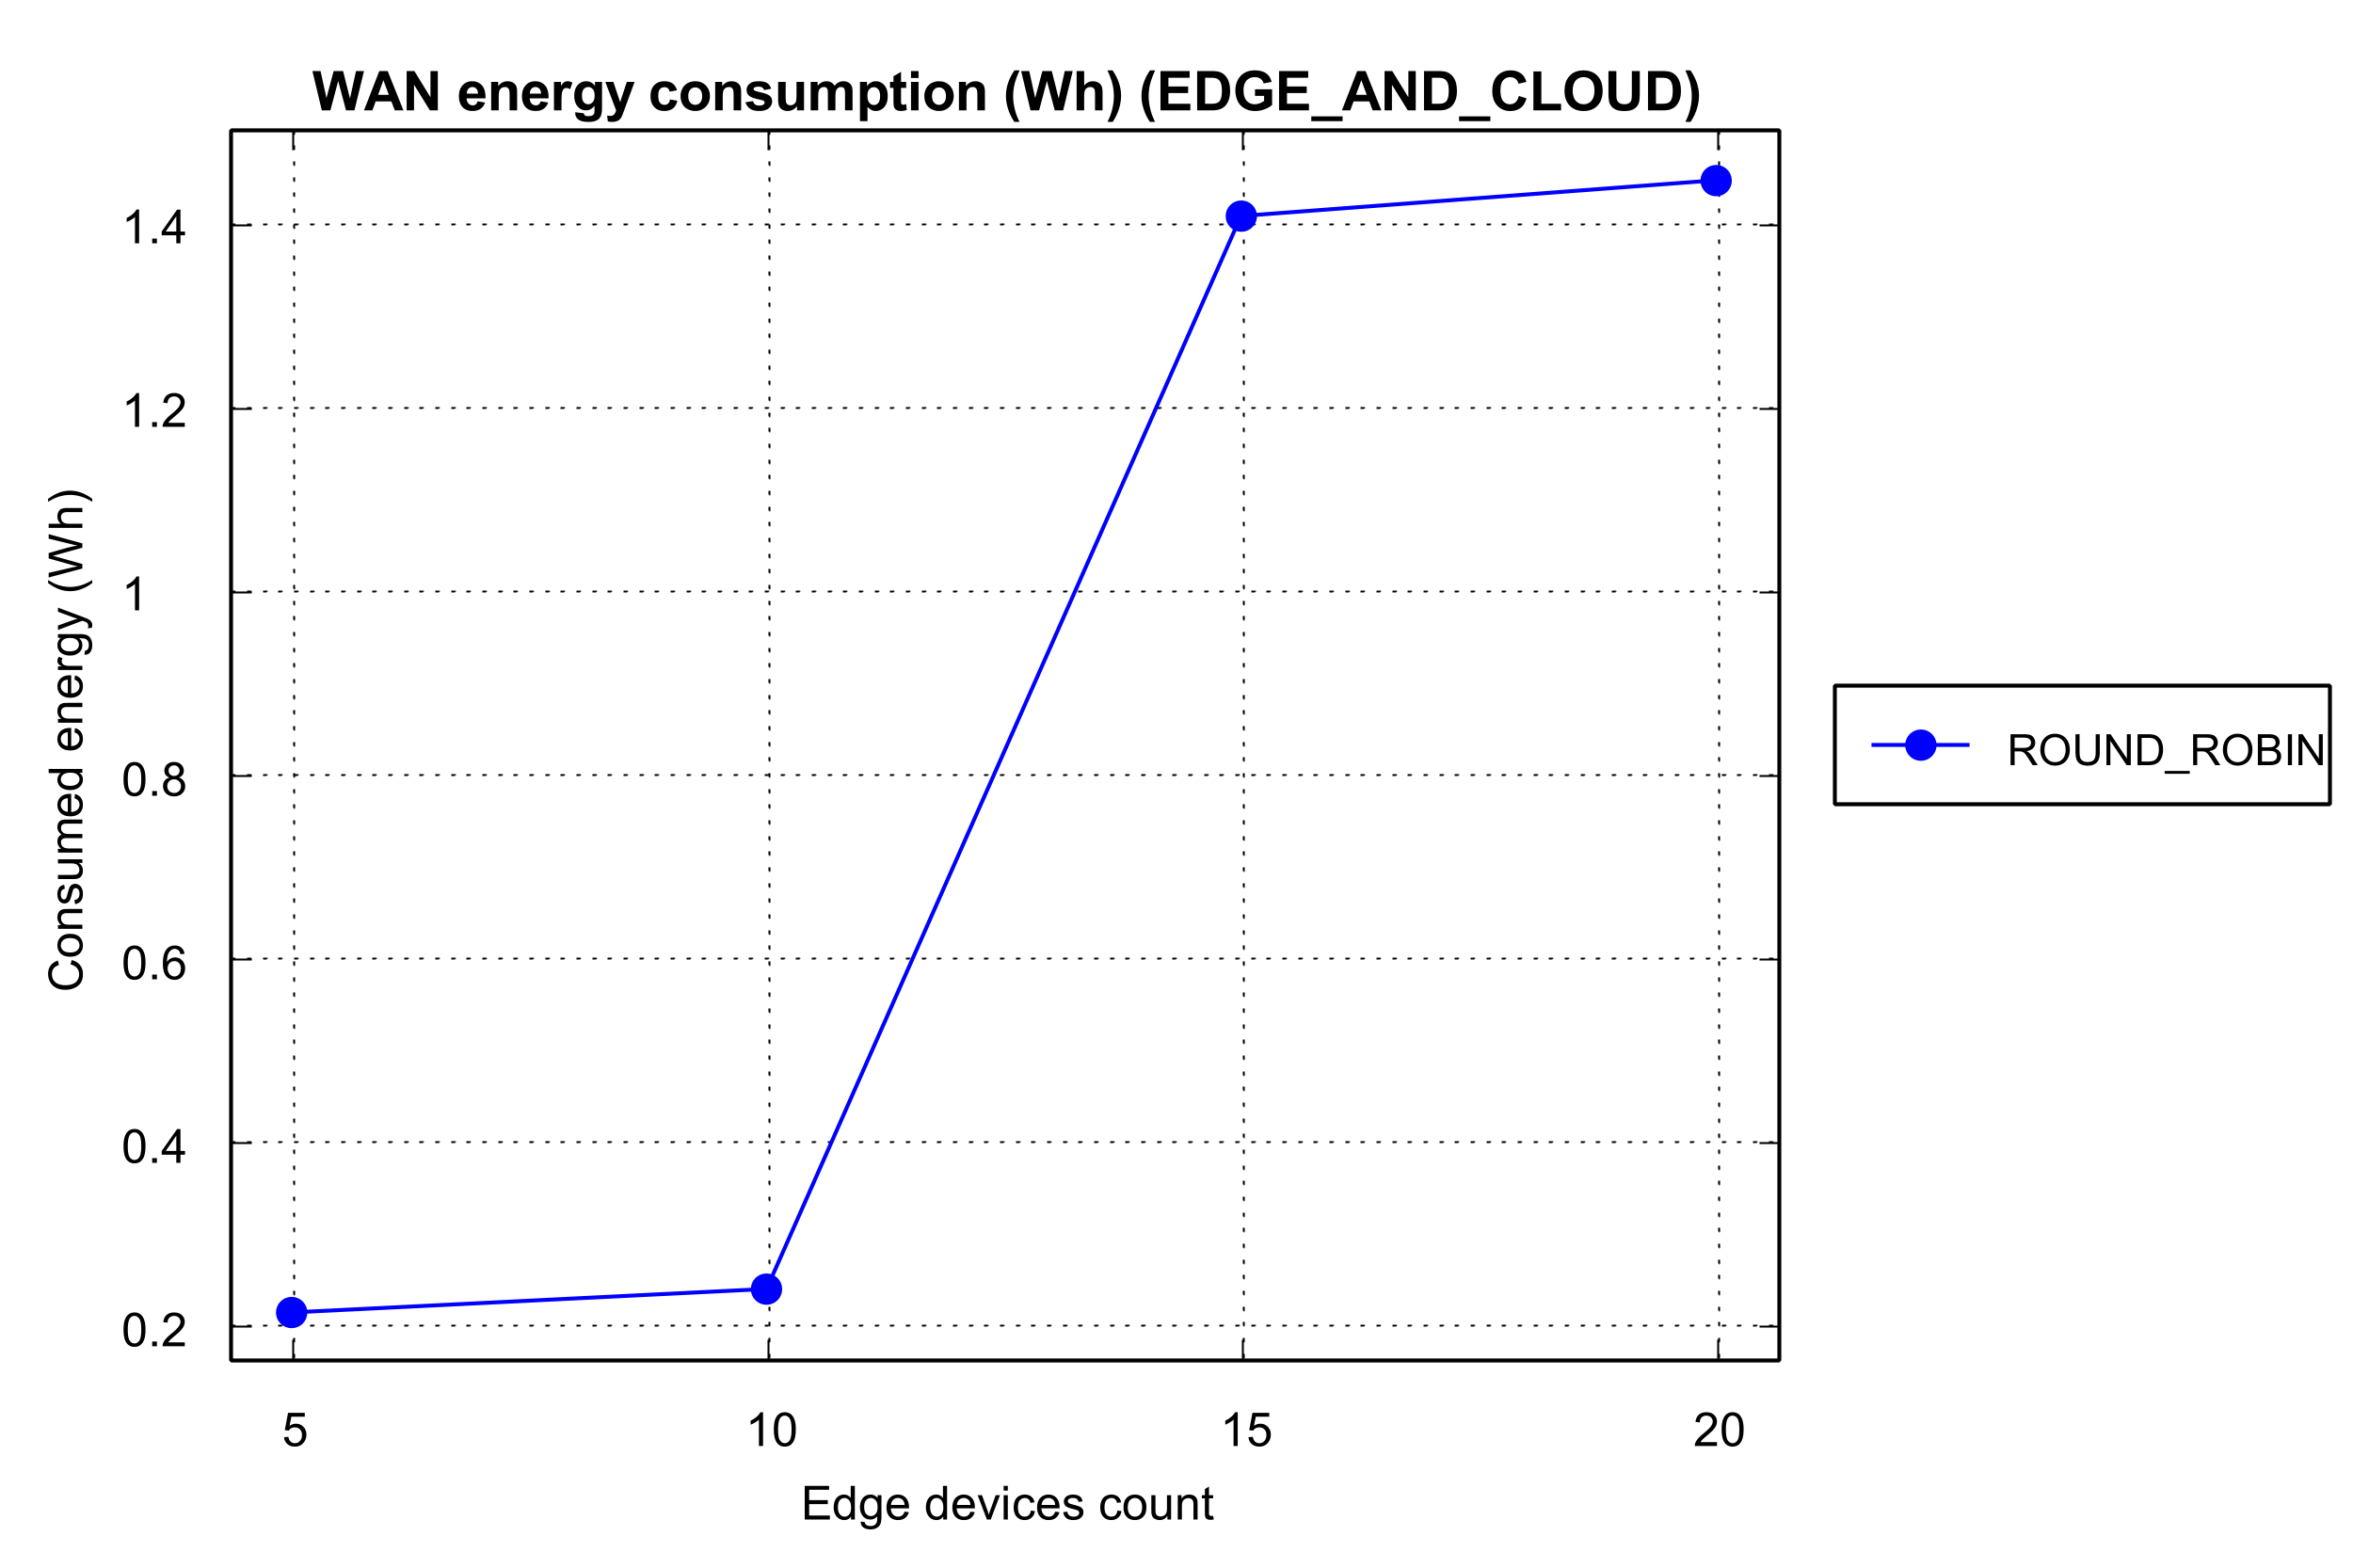 WAN energy consumption (Wh) (EDGE_AND_CLOUD)
1.4
1.2
1
0.8
0.6
0.4
0.2
Consumed energy (Wh)
5 10 15 20
Edge devices count
ROUND_ROBIN